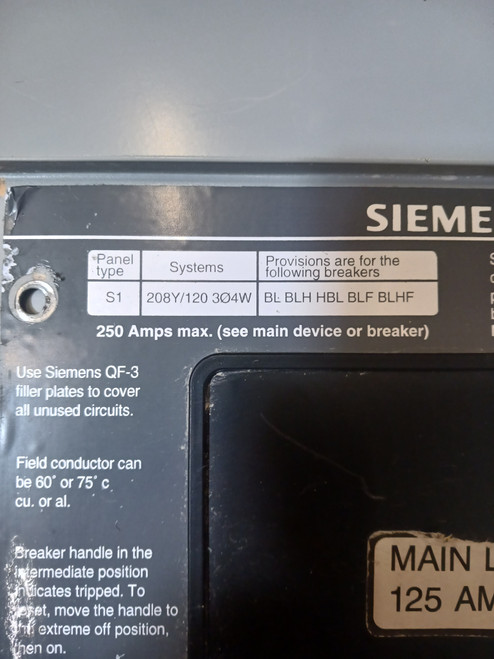 SIEME
Panel type
Systems
Provisions are for the following breakers
S1
208Y/120 3Ø4W
BL BLH HBL BLF BLHF
250 Amps max. (see main device or breaker)
Use Siemens QF-3
filler plates to cover
all unused circuits.
Field conductor can
be 60° or 75° c
cu. or al.
Breaker handle in the
intermediate position
indicates tripped. To
reset, move the handle to
extreme off position,
then on.
MAIN L
125 AM